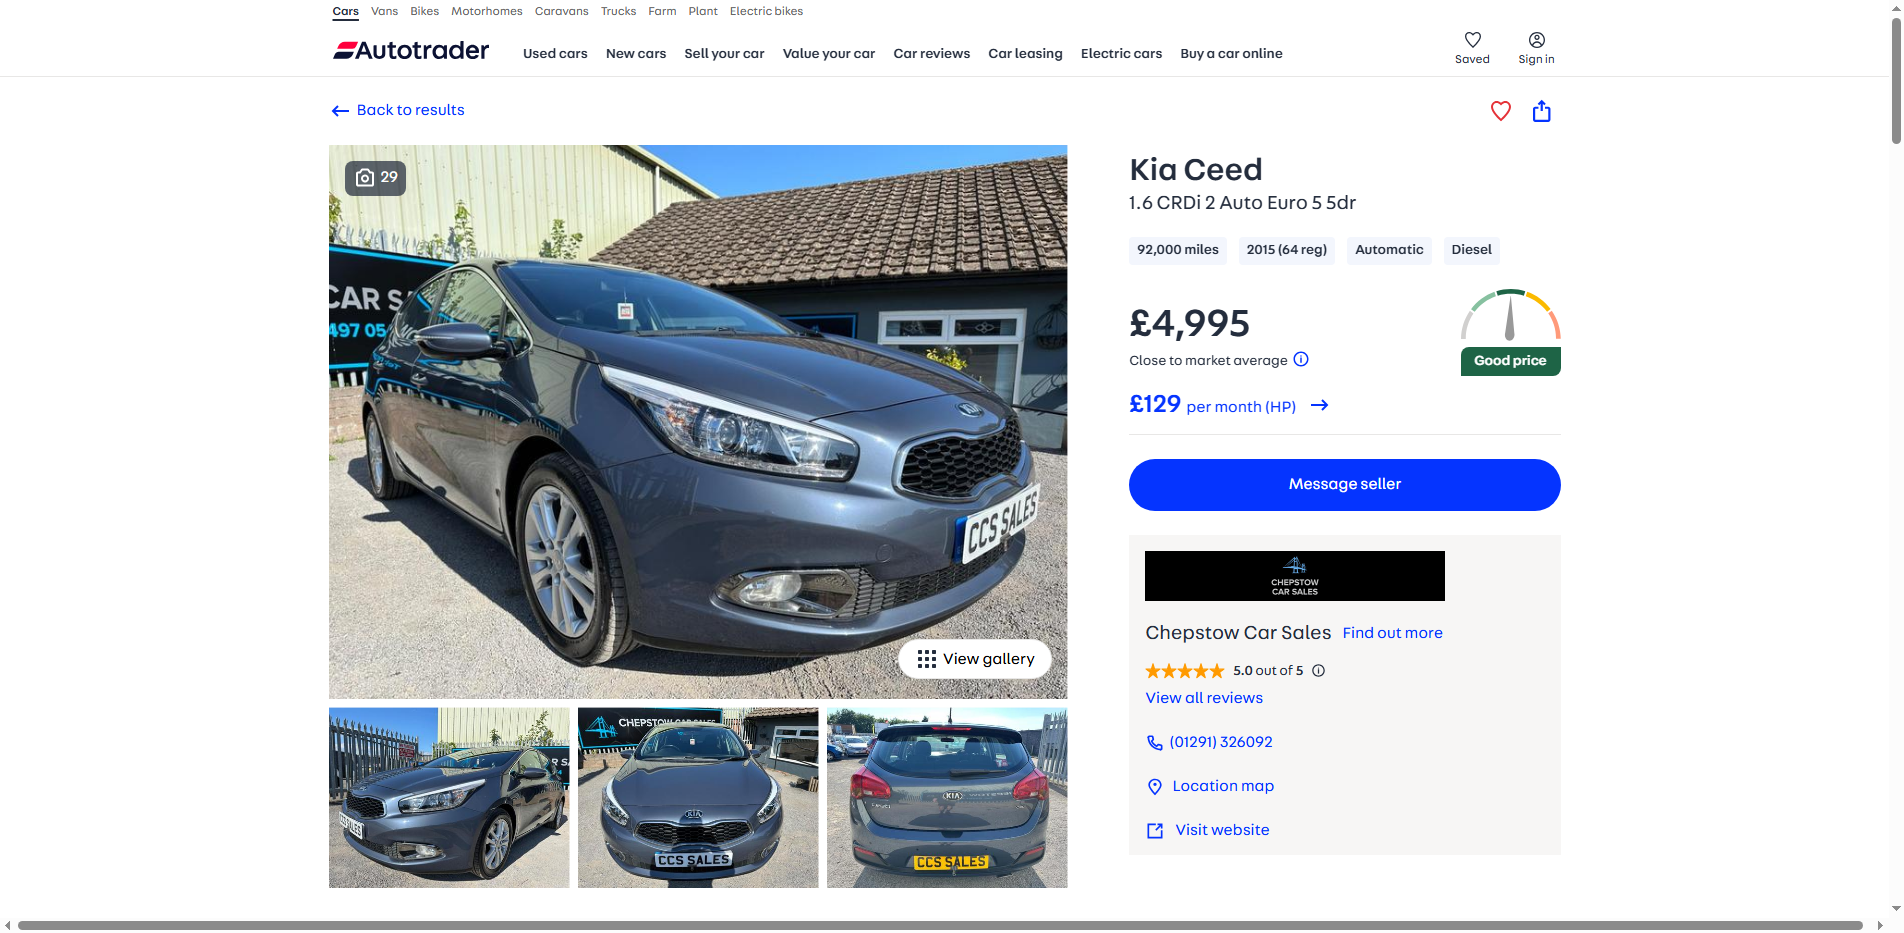 Cars Vans Bikes Motorhomes Caravans Trucks Farm Plant Electric bikes
Autotrader
Used cars New cars Sell your car Value your car Car reviews Car leasing Electric cars Buy a car online
Saved
Sign in
Back to results
29
CAR SA
497 05
CCS SALES
View gallery
CCS SALES
CHEPSTOW CAR SALES
KIA
CCS SALES
KIA
CCS SALES
Kia Ceed
1.6 CRDi 2 Auto Euro 5 5dr
92,000 miles
2015 (64 reg)
Automatic
Diesel
£4,995
Close to market average
Good price
£129 per month (HP)
Message seller
CHEPSTOW
CAR SALES
Chepstow Car Sales Find out more
5.0 out of 5
View all reviews
(01291) 326092
Location map
Visit website